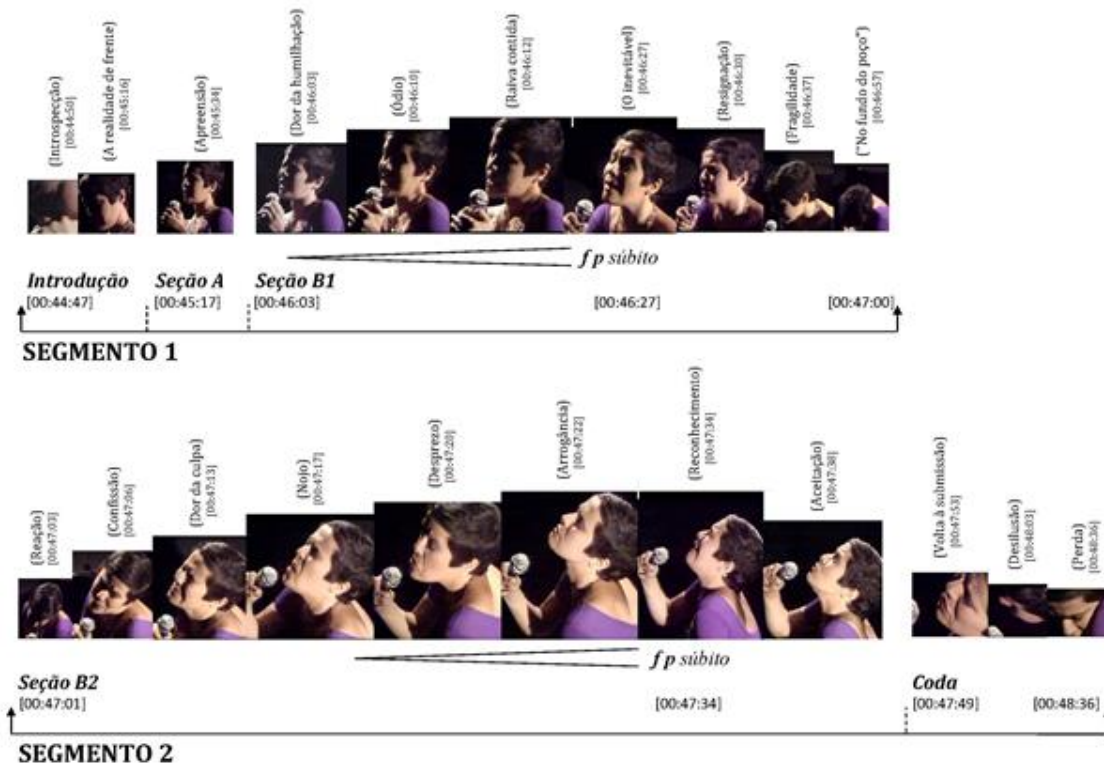 (Introspecção)
[00:44:50]
(A realidade de frente)
[00:45:16]
(Apreensão)
[00:45:34]
(Dor da humilhação)
[00:46:03]
(Ódio)
[00:46:10]
(Raiva contida)
[00:46:12]
(O inevitável)
[00:46:27]
(Resignação)
[00:46:30]
(Fragilidade)
[00:46:37]
("No fundo do poço")
[00:46:57]
f p súbito
Introdução
[00:44:47]
Seção A
[00:45:17]
Seção B1
[00:46:03]
[00:46:27]
[00:47:00]
SEGMENTO 1
(Reação)
[00:47:03]
(Confissão)
[00:47:06]
(Dor da culpa)
[00:47:13]
(Nojo)
[00:47:17]
(Desprezo)
[00:47:20]
(Arrogância)
[00:47:22]
(Reconhecimento)
[00:47:34]
(Aceitação)
[00:47:38]
(Volta à submissão)
[00:47:53]
(Desilusão)
[00:48:03]
(Perda)
[00:48:36]
f p súbito
Seção B2
[00:47:01]
[00:47:34]
Coda
[00:47:49]
[00:48:36]
SEGMENTO 2